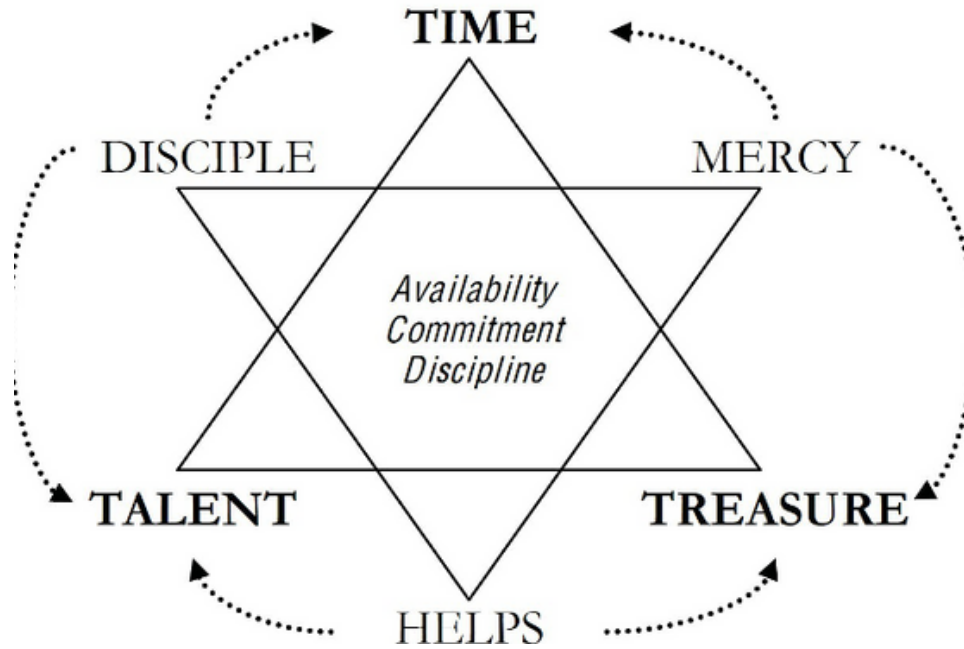 TIME
DISCIPLE
MERCY
Availability
Commitment
Discipline
TALENT
TREASURE
HELPS